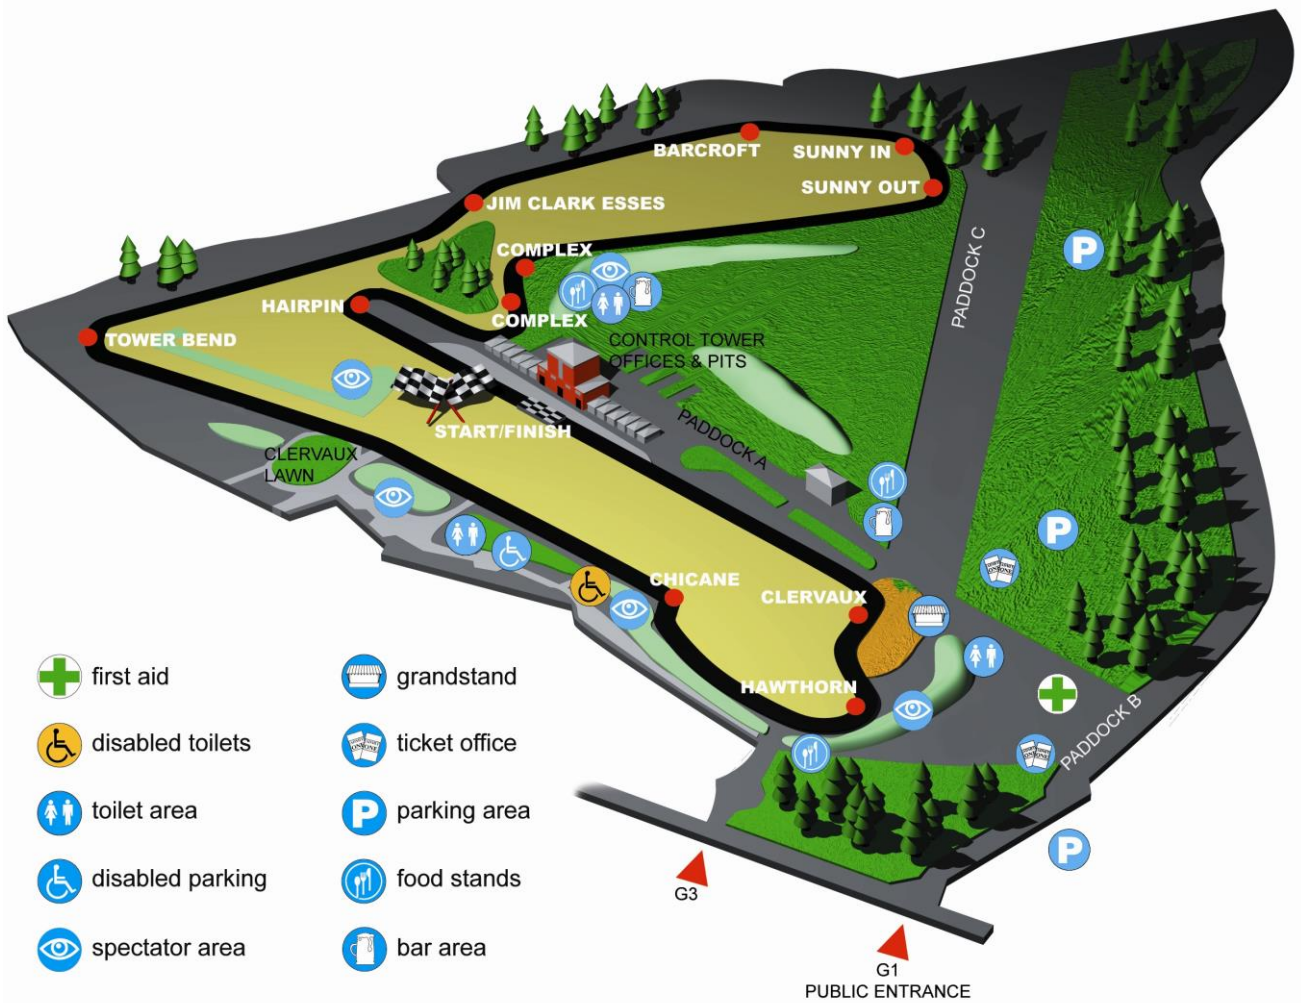 BARCROFT
SUNNY IN
SUNNY OUT
JIM CLARK ESSES
COMPLEX
PADDOCK C
P
HAIRPIN
COMPLEX
TOWER BEND
CONTROL TOWER
OFFICES & PITS
START/FINISH
PADDOCK A
CLERVAUX
LAWN
P
CHICANE
CLERVAUX
HAWTHORN
PADDOCK B
first aid
grandstand
disabled toilets
ticket office
toilet area
P
parking area
P
disabled parking
food stands
spectator area
bar area
G3
G1
PUBLIC ENTRANCE